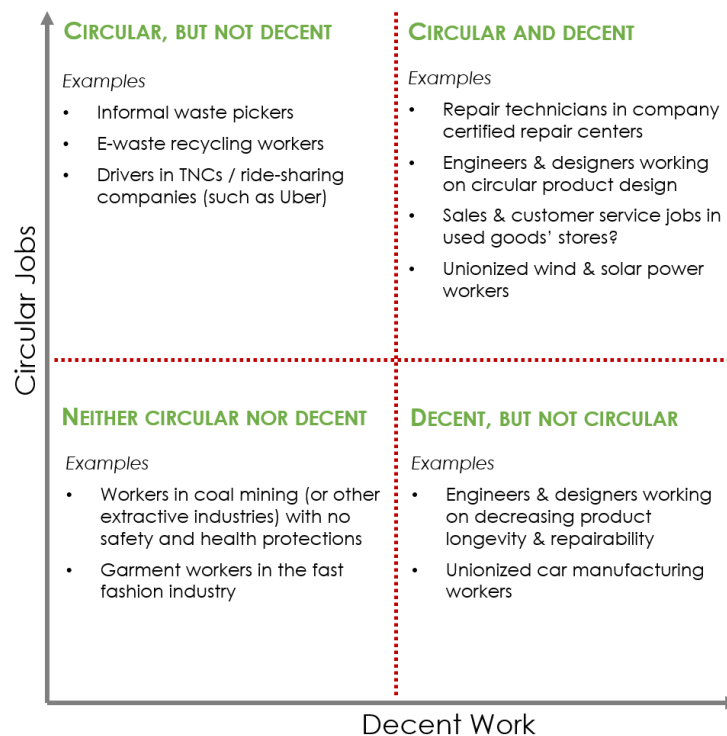 CIRCULAR, BUT NOT DECENT
Examples
• Informal waste pickers
• E-waste recycling workers
• Drivers in TNCs / ride-sharing
companies (such as Uber)
CIRCULAR AND DECENT
Examples
• Repair technicians in company
certified repair centers
• Engineers & designers working
on circular product design
• Sales & customer service jobs in
used goods’ stores?
• Unionized wind & solar power
workers
Circular Jobs
NEITHER CIRCULAR NOR DECENT
Examples
• Workers in coal mining (or other
extractive industries) with no
safety and health protections
• Garment workers in the fast
fashion industry
DECENT, BUT NOT CIRCULAR
Examples
• Engineers & designers working
on decreasing product
longevity & repairability
• Unionized car manufacturing
workers
Decent Work